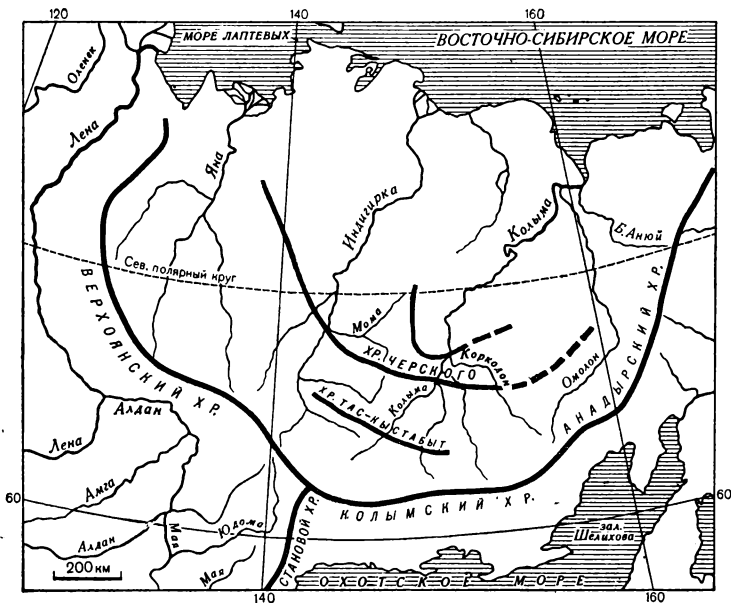 120
140
160
МОРЕ ЛАПТЕВЫХ
ВОСТОЧНО-СИБИРСКОЕ МОРЕ
Оленек
Лена
Яна
Индигирка
Колыма
Б. Анюй
Сев. полярный круг
ВЕРХОЯНСКИЙ ХР.
Мома
ХР. ЧЕРСКОГО
Коркодон
Омолон
АНАДЫРСКИЙ ХР.
ХР. ТАС-КЫСТАБЫТ
Колыма
Алдан
Лена
Амга
60
60
КОЛЫМСКИЙ ХР.
СТАНОВОЙ ХР.
Юдома
Мая
Алдан
Мая
зал.
Шелихова
200 км
ОХОТСКОЕ МОРЕ
140
160